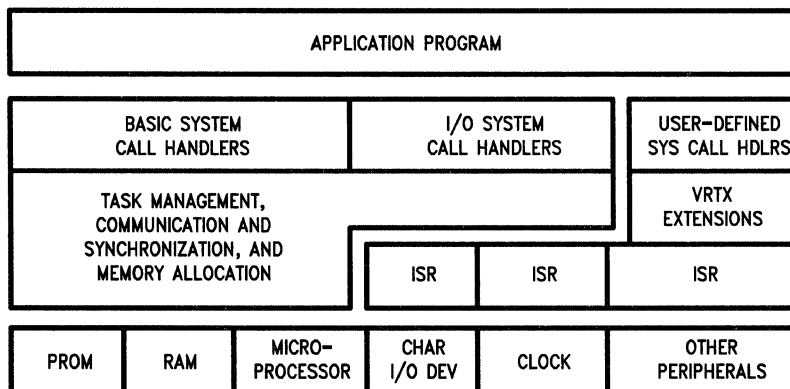 APPLICATION PROGRAM
BASIC SYSTEM
CALL HANDLERS
I/O SYSTEM
CALL HANDLERS
USER-DEFINED
SYS CALL HDLRS
TASK MANAGEMENT,
COMMUNICATION AND
SYNCHRONIZATION, AND
MEMORY ALLOCATION
VRTX
EXTENSIONS
ISR
ISR
ISR
PROM
RAM
MICRO-
PROCESSOR
CHAR
I/O DEV
CLOCK
OTHER
PERIPHERALS